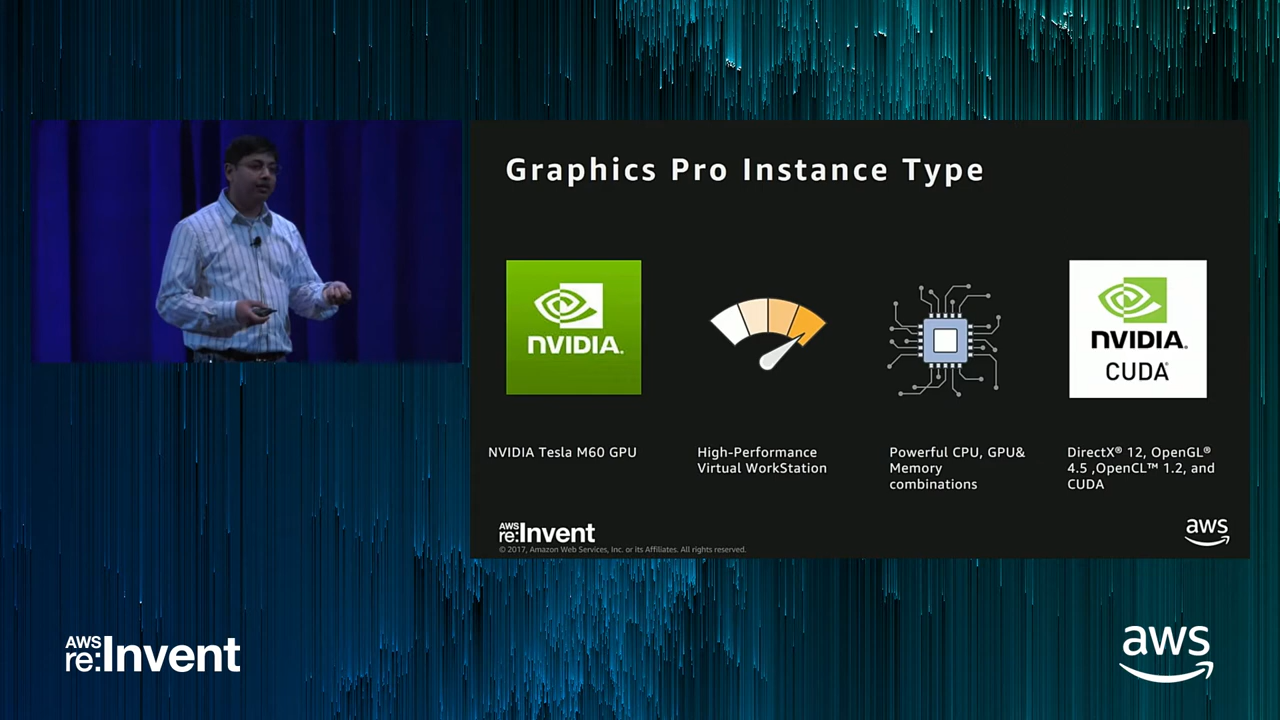 Graphics Pro Instance Type
NVIDIA.
NVIDIA.
CUDA®
NVIDIA Tesla M60 GPU
High-Performance
Virtual WorkStation
Powerful CPU, GPU&
Memory
combinations
DirectX® 12, OpenGL®
4.5 ,OpenCL™ 1.2, and
CUDA
AWS
re:Invent
© 2017, Amazon Web Services, Inc. or its Affiliates. All rights reserved.
aws
AWS
re:Invent
aws